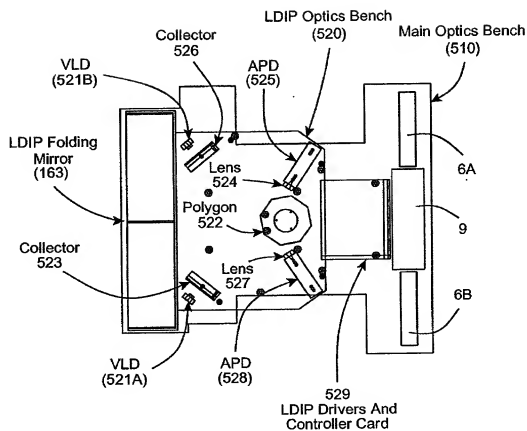 LDIP Optics Bench
(520)
Collector
526
Main Optics Bench
(510)
VLD
(521B)
APD
(525)
LDIP Folding
Mirror
(163)
Lens
524
6A
Polygon
522
9
Collector
523
Lens
527
6B
VLD
(521A)
APD
(528)
529
LDIP Drivers And
Controller Card